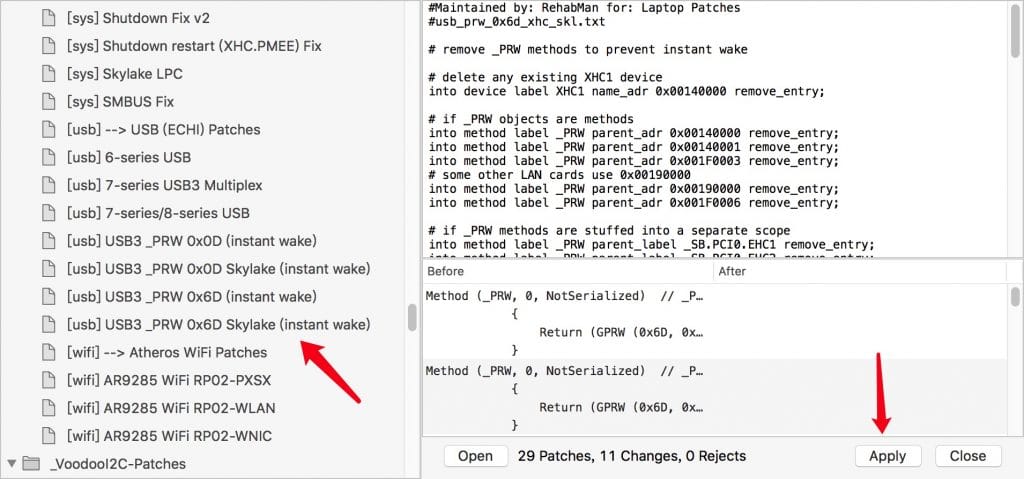 [sys] Shutdown Fix v2
[sys] Shutdown restart (XHC.PMEE) Fix
[sys] Skylake LPC
[sys] SMBUS Fix
[usb] --> USB (ECHI) Patches
[usb] 6-series USB
[usb] 7-series USB3 Multiplex
[usb] 7-series/8-series USB
[usb] USB3 _PRW 0x0D (instant wake)
[usb] USB3 _PRW 0x0D Skylake (instant wake)
[usb] USB3 _PRW 0x6D (instant wake)
[usb] USB3 _PRW 0x6D Skylake (instant wake)
[wifi] --> Atheros WiFi Patches
[wifi] AR9285 WiFi RP02-PXSX
[wifi] AR9285 WiFi RP02-WLAN
[wifi] AR9285 WiFi RP02-WNIC
_VoodooI2C-Patches
#Maintained by: RehabMan for: Laptop Patches
#usb_prw_0x6d_xhc_skl.txt
# remove _PRW methods to prevent instant wake
# delete any existing XHC1 device
into device label XHC1 name_adr 0x00140000 remove_entry;
# if _PRW objects are methods
into method label _PRW parent_adr 0x00140000 remove_entry;
into method label _PRW parent_adr 0x00140001 remove_entry;
into method label _PRW parent_adr 0x001F0003 remove_entry;
# some other LAN cards use 0x00190000
into method label _PRW parent_adr 0x00190000 remove_entry;
into method label _PRW parent_adr 0x001F0006 remove_entry;
# if _PRW methods are stuffed into a separate scope
into method label _PRW parent_label _SB.PCI0.EHC1 remove_entry;
into method label _PRW parent_label _SB.PCI0.EHC2 remove_entry;
Before After
Method (_PRW, 0, NotSerialized) // _P…
{
Return (GPRW (0x6D, 0x…
}
Method (_PRW, 0, NotSerialized) // _P…
{
Return (GPRW (0x6D, 0x…
}
Open 29 Patches, 11 Changes, 0 Rejects Apply Close